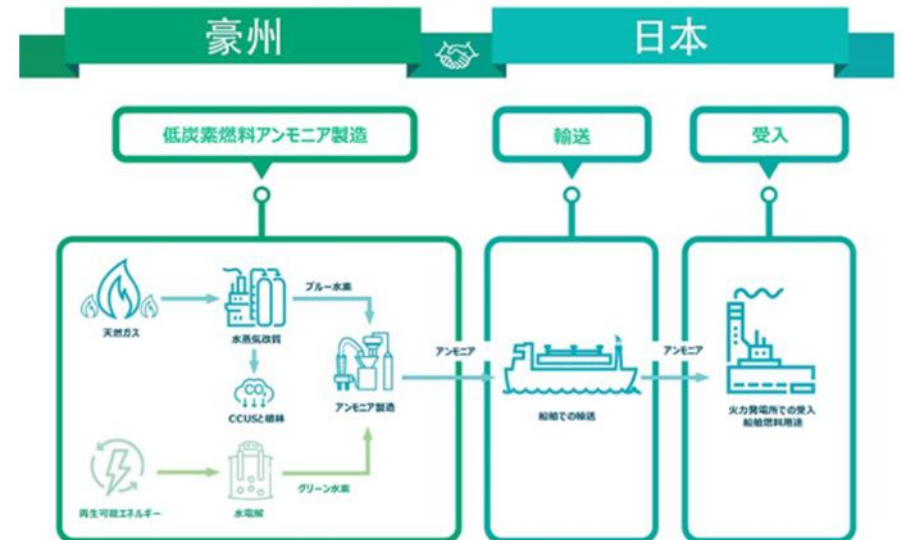 豪州
日本
低炭素燃料アンモニア製造
輸送
受入
天然ガス
水蒸気改質
ブルー水素
CO₂
CCUSと植林
アンモニア製造
再生可能エネルギー
水電解
グリーン水素
アンモニア
船舶での輸送
アンモニア
火力発電所での受入
船舶燃料用途